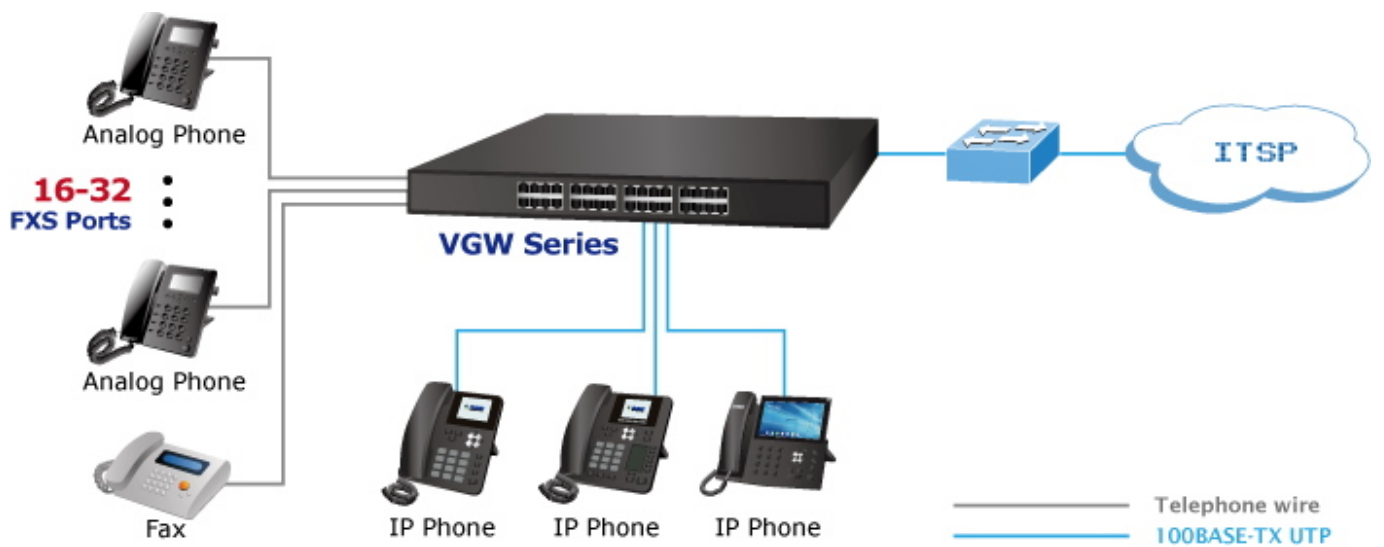 Analog Phone
16-32
FXS Ports
Analog Phone
Fax
VGW Series
ITSP
IP Phone
IP Phone
IP Phone
Telephone wire
100BASE-TX UTP